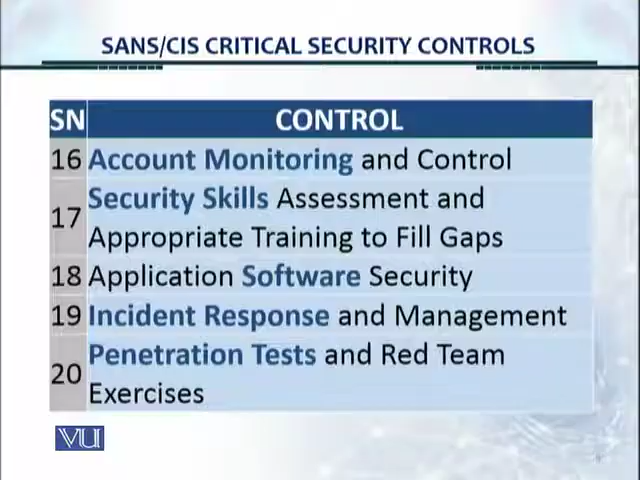 SANS/CIS CRITICAL SECURITY CONTROLS
SN CONTROL
16 Account Monitoring and Control
17 Security Skills Assessment and
Appropriate Training to Fill Gaps
18 Application Software Security
19 Incident Response and Management
20 Penetration Tests and Red Team
Exercises
VU